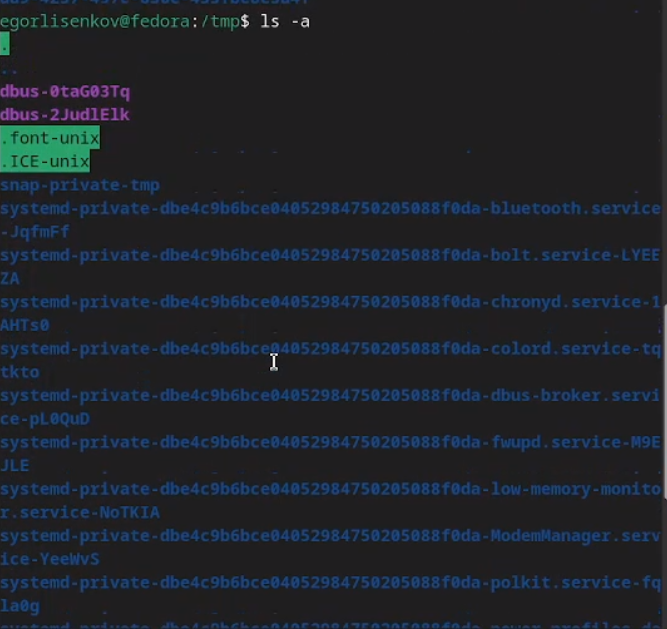 egorlisenkov@fedora:/tmp$ ls -a
.
..
dbus-0taG03Tq
dbus-2JudlElk
.font-unix
.ICE-unix
snap-private-tmp
systemd-private-dbe4c9b6bce04052984750205088f0da-bluetooth.service
-JqfmFf
systemd-private-dbe4c9b6bce04052984750205088f0da-bolt.service-LYEE
ZA
systemd-private-dbe4c9b6bce04052984750205088f0da-chronyd.service-1
AHTs0
systemd-private-dbe4c9b6bce04052984750205088f0da-colord.service-tq
tkto
systemd-private-dbe4c9b6bce04052984750205088f0da-dbus-broker.servi
ce-pL0QuD
systemd-private-dbe4c9b6bce04052984750205088f0da-fwupd.service-M9E
JLE
systemd-private-dbe4c9b6bce04052984750205088f0da-low-memory-monito
r.service-NoTKIA
systemd-private-dbe4c9b6bce04052984750205088f0da-ModemManager.serv
ice-YeeWvS
systemd-private-dbe4c9b6bce04052984750205088f0da-polkit.service-fq
la0g